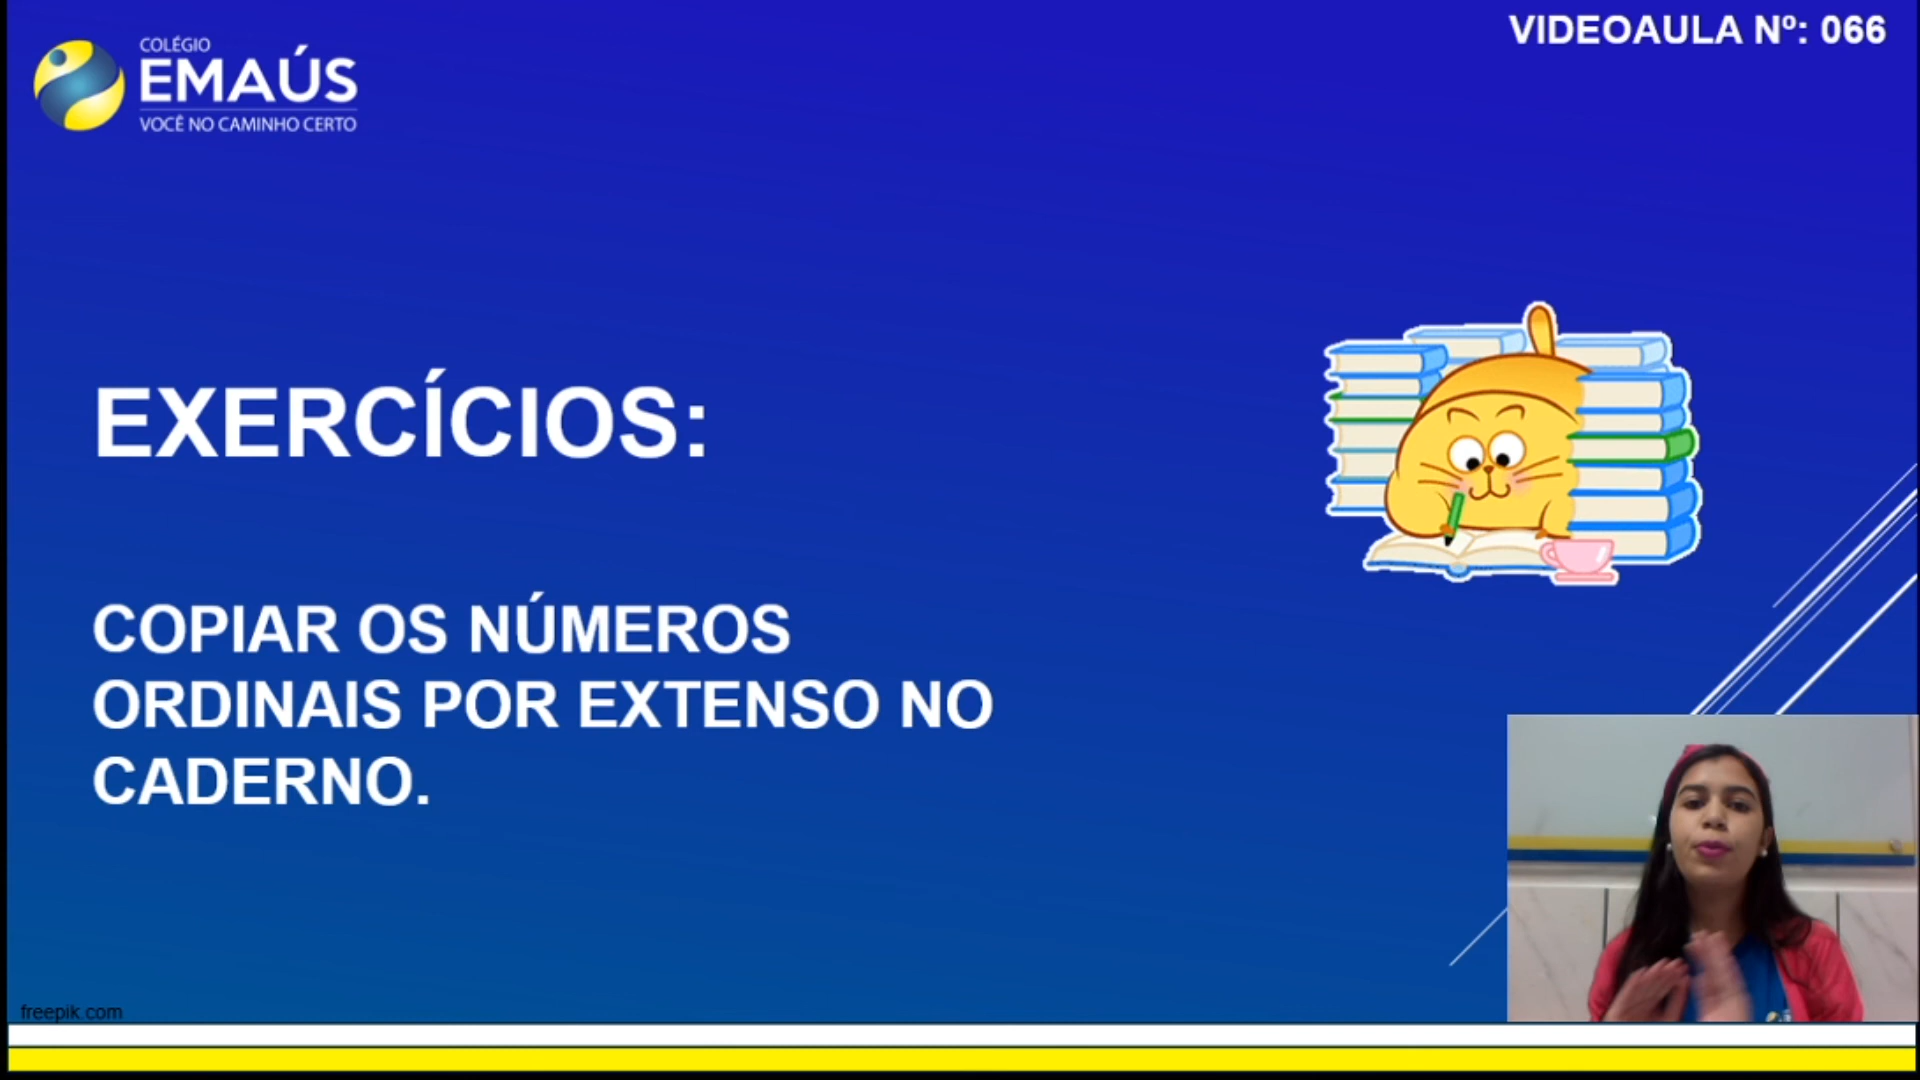 COLÉGIO
EMAÚS
VOCÊ NO CAMINHO CERTO
VIDEOAULA Nº: 066
EXERCÍCIOS:
COPIAR OS NÚMEROS
ORDINAIS POR EXTENSO NO
CADERNO.
freepik.com